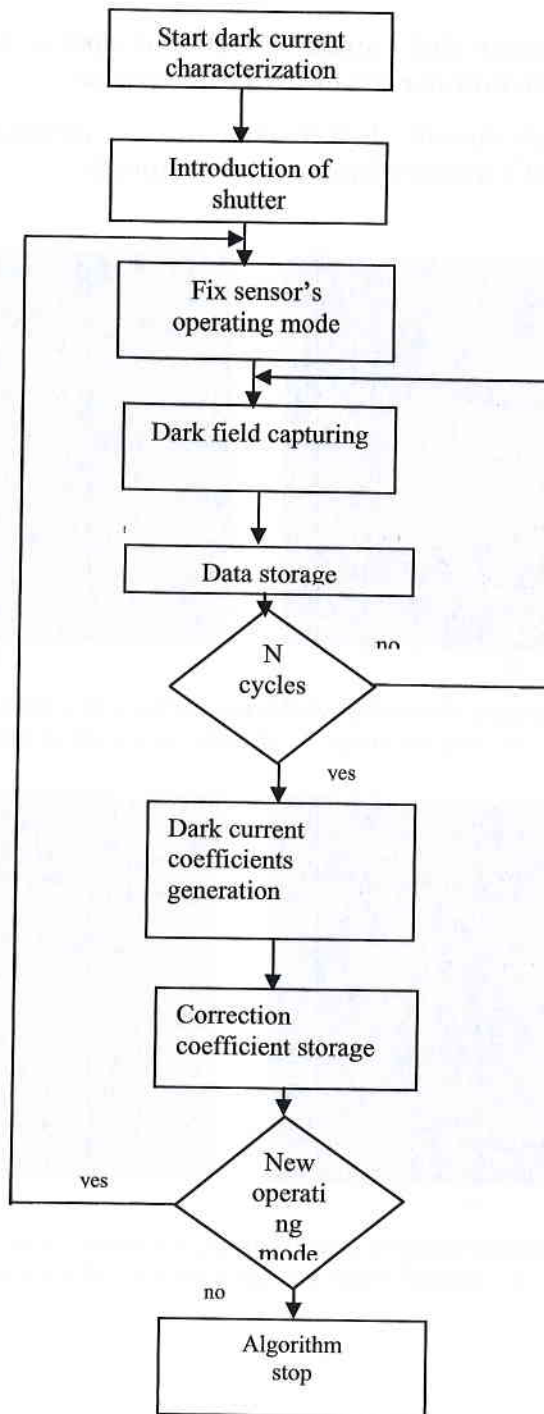 Start dark current
characterization
Introduction of
shutter
Fix sensor's
operating mode
Dark field capturing
Data storage
N
cycles
no
yes
Dark current
coefficients
generation
Correction
coefficient storage
New
operati
ng
mode
yes
no
Algorithm
stop